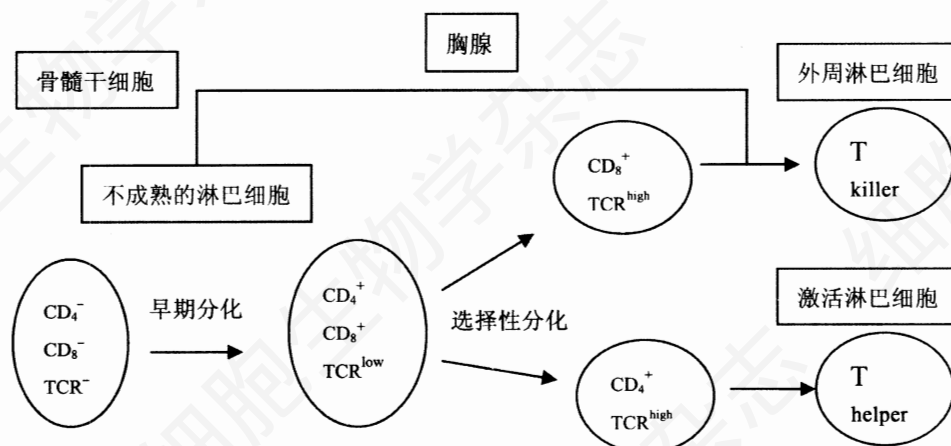 胸腺
骨髓干细胞
外周淋巴细胞
不成熟的淋巴细胞
CD₈⁺
TCRʰⁱᵍʰ
T
killer
CD₄⁻
CD₈⁻
TCR⁻
早期分化
CD₄⁺
CD₈⁺
TCRˡᵒʷ
选择性分化
激活淋巴细胞
CD₄⁺
TCRʰⁱᵍʰ
T
helper